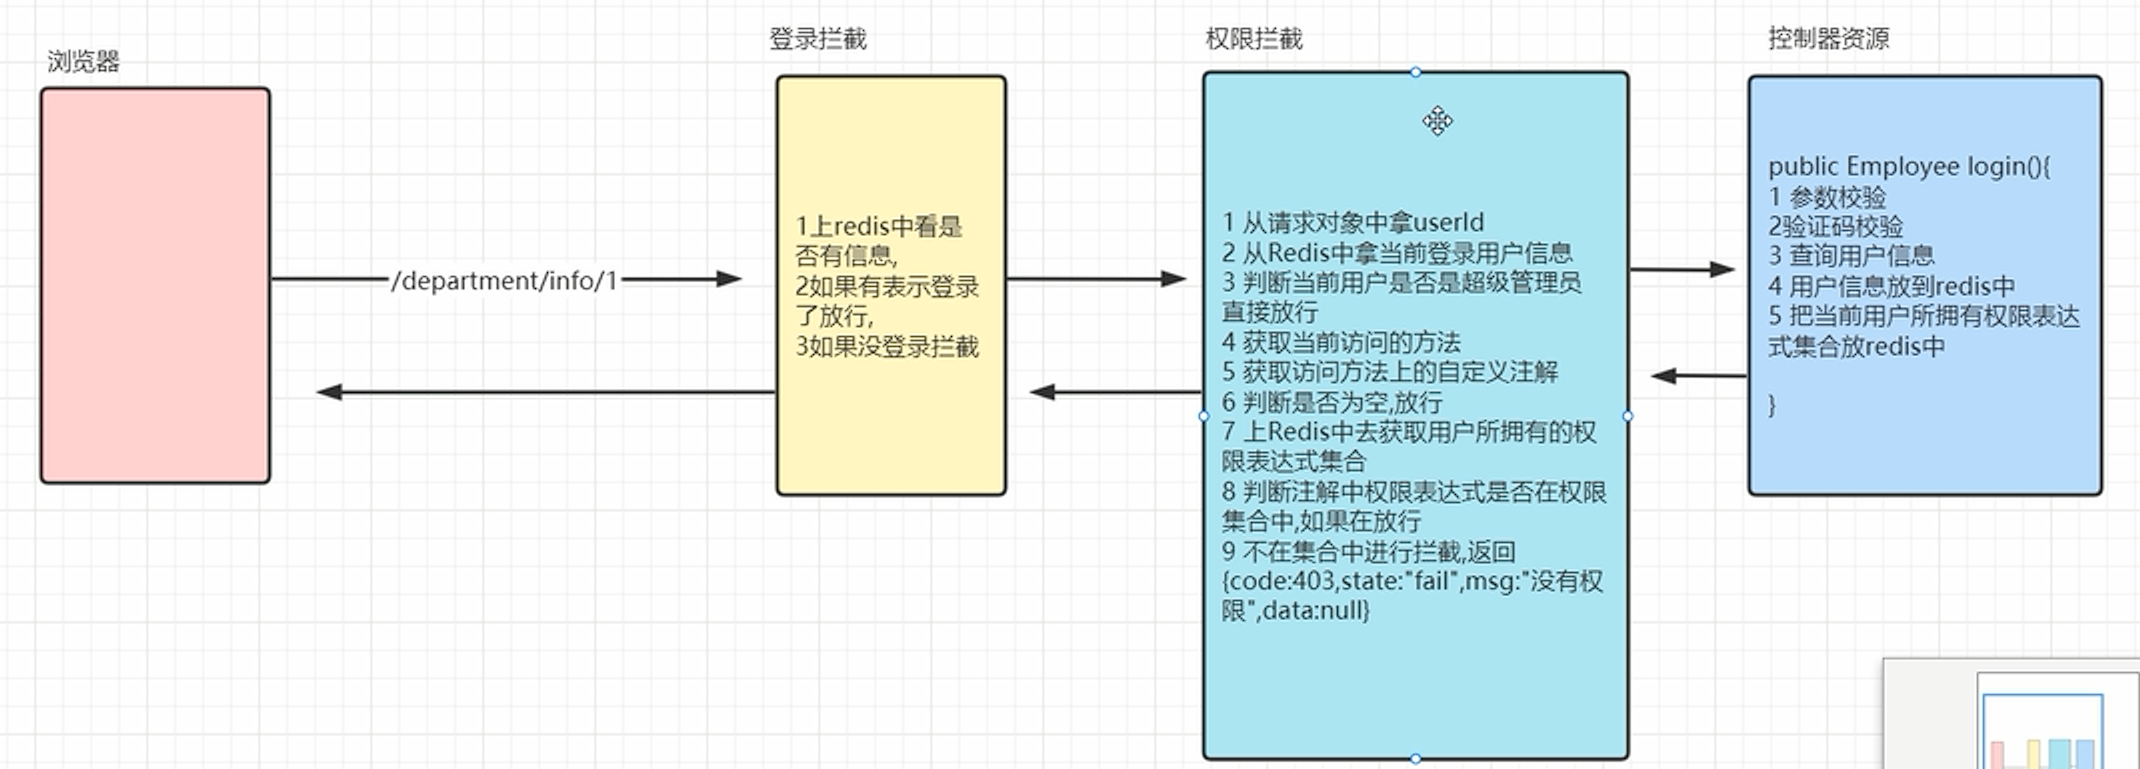 浏览器
登录拦截
权限拦截
控制器资源
/department/info/1
1上redis中看是
否有信息,
2如果有表示登录
了放行,
3如果没登录拦截
1 从请求对象中拿userId
2 从Redis中拿当前登录用户信息
3 判断当前用户是否是超级管理员
直接放行
4 获取当前访问的方法
5 获取访问方法上的自定义注解
6 判断是否为空,放行
7 上Redis中去获取用户所拥有的权
限表达式集合
8 判断注解中权限表达式是否在权限
集合中,如果在放行
9 不在集合中进行拦截,返回
{code:403,state:"fail",msg:"没有权
限",data:null}
public Employee login(){
1 参数校验
2验证码校验
3 查询用户信息
4 用户信息放到redis中
5 把当前用户所拥有权限表达
式集合放redis中
}